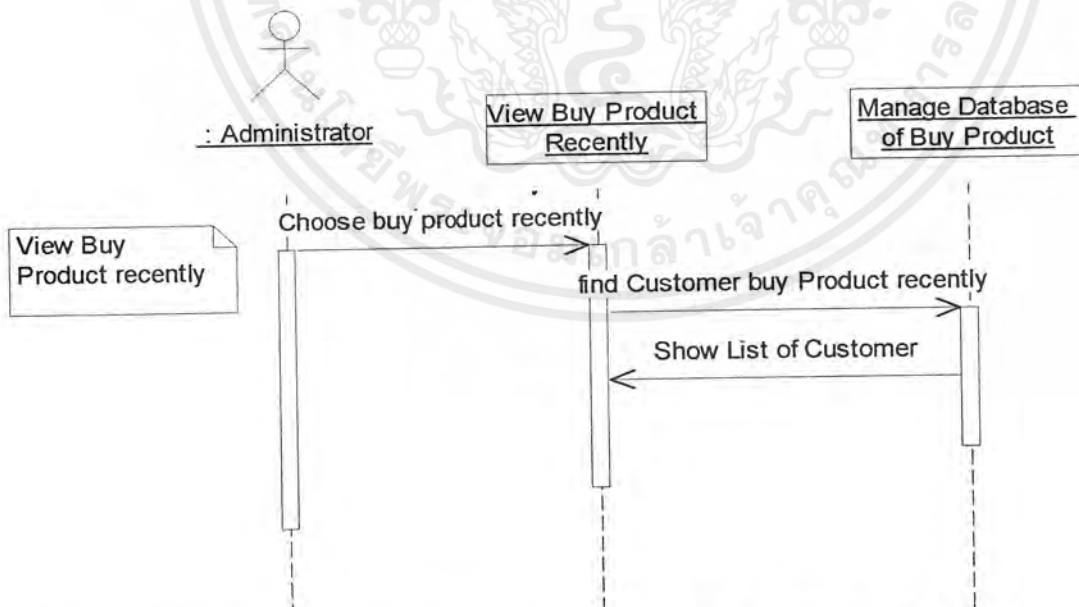 : Administrator
View Buy Product
Recently
Manage Database
of Buy Product
View Buy
Product recently
Choose buy product recently
find Customer buy Product recently
Show List of Customer